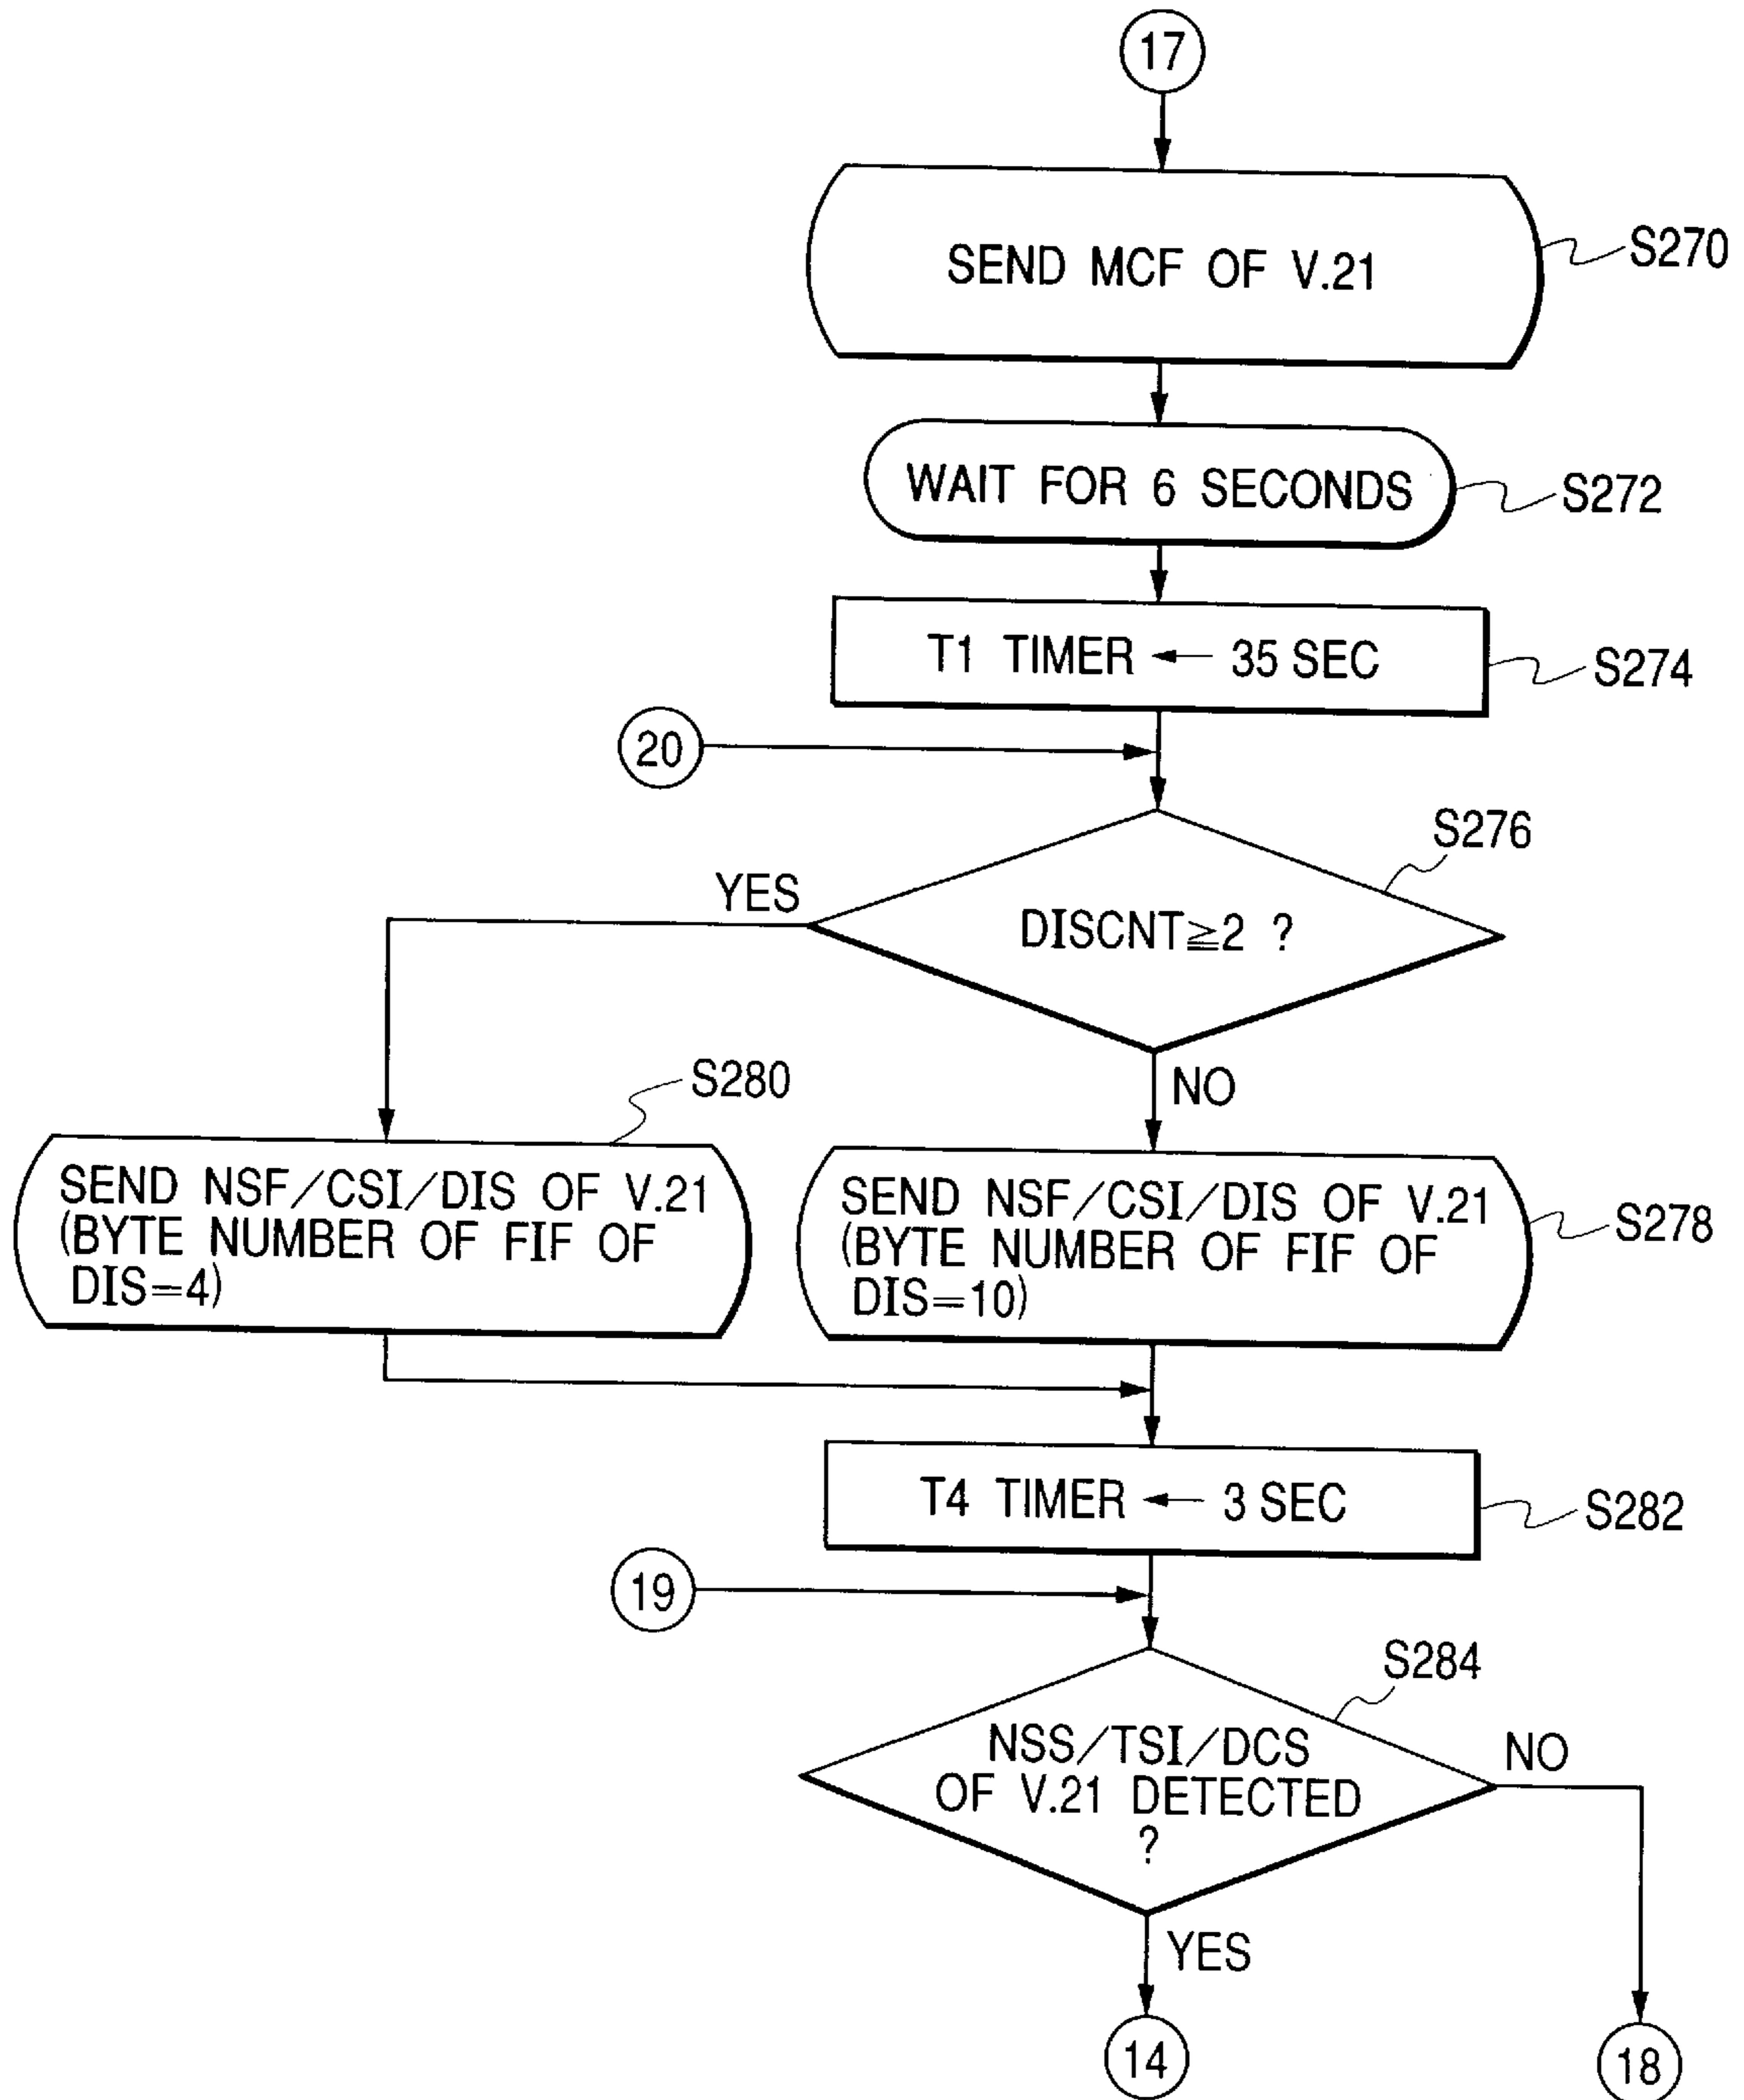 17
SEND MCF OF V.21
S270
WAIT FOR 6 SECONDS
S272
T1 TIMER ← 35 SEC
S274
20
S276
YES
DISCNT≧2 ?
NO
S280
SEND NSF/CSI/DIS OF V.21
(BYTE NUMBER OF FIF OF
DIS=4)
SEND NSF/CSI/DIS OF V.21
(BYTE NUMBER OF FIF OF
DIS=10)
S278
T4 TIMER ← 3 SEC
S282
19
S284
NSS/TSI/DCS
OF V.21 DETECTED
?
NO
YES
14
18